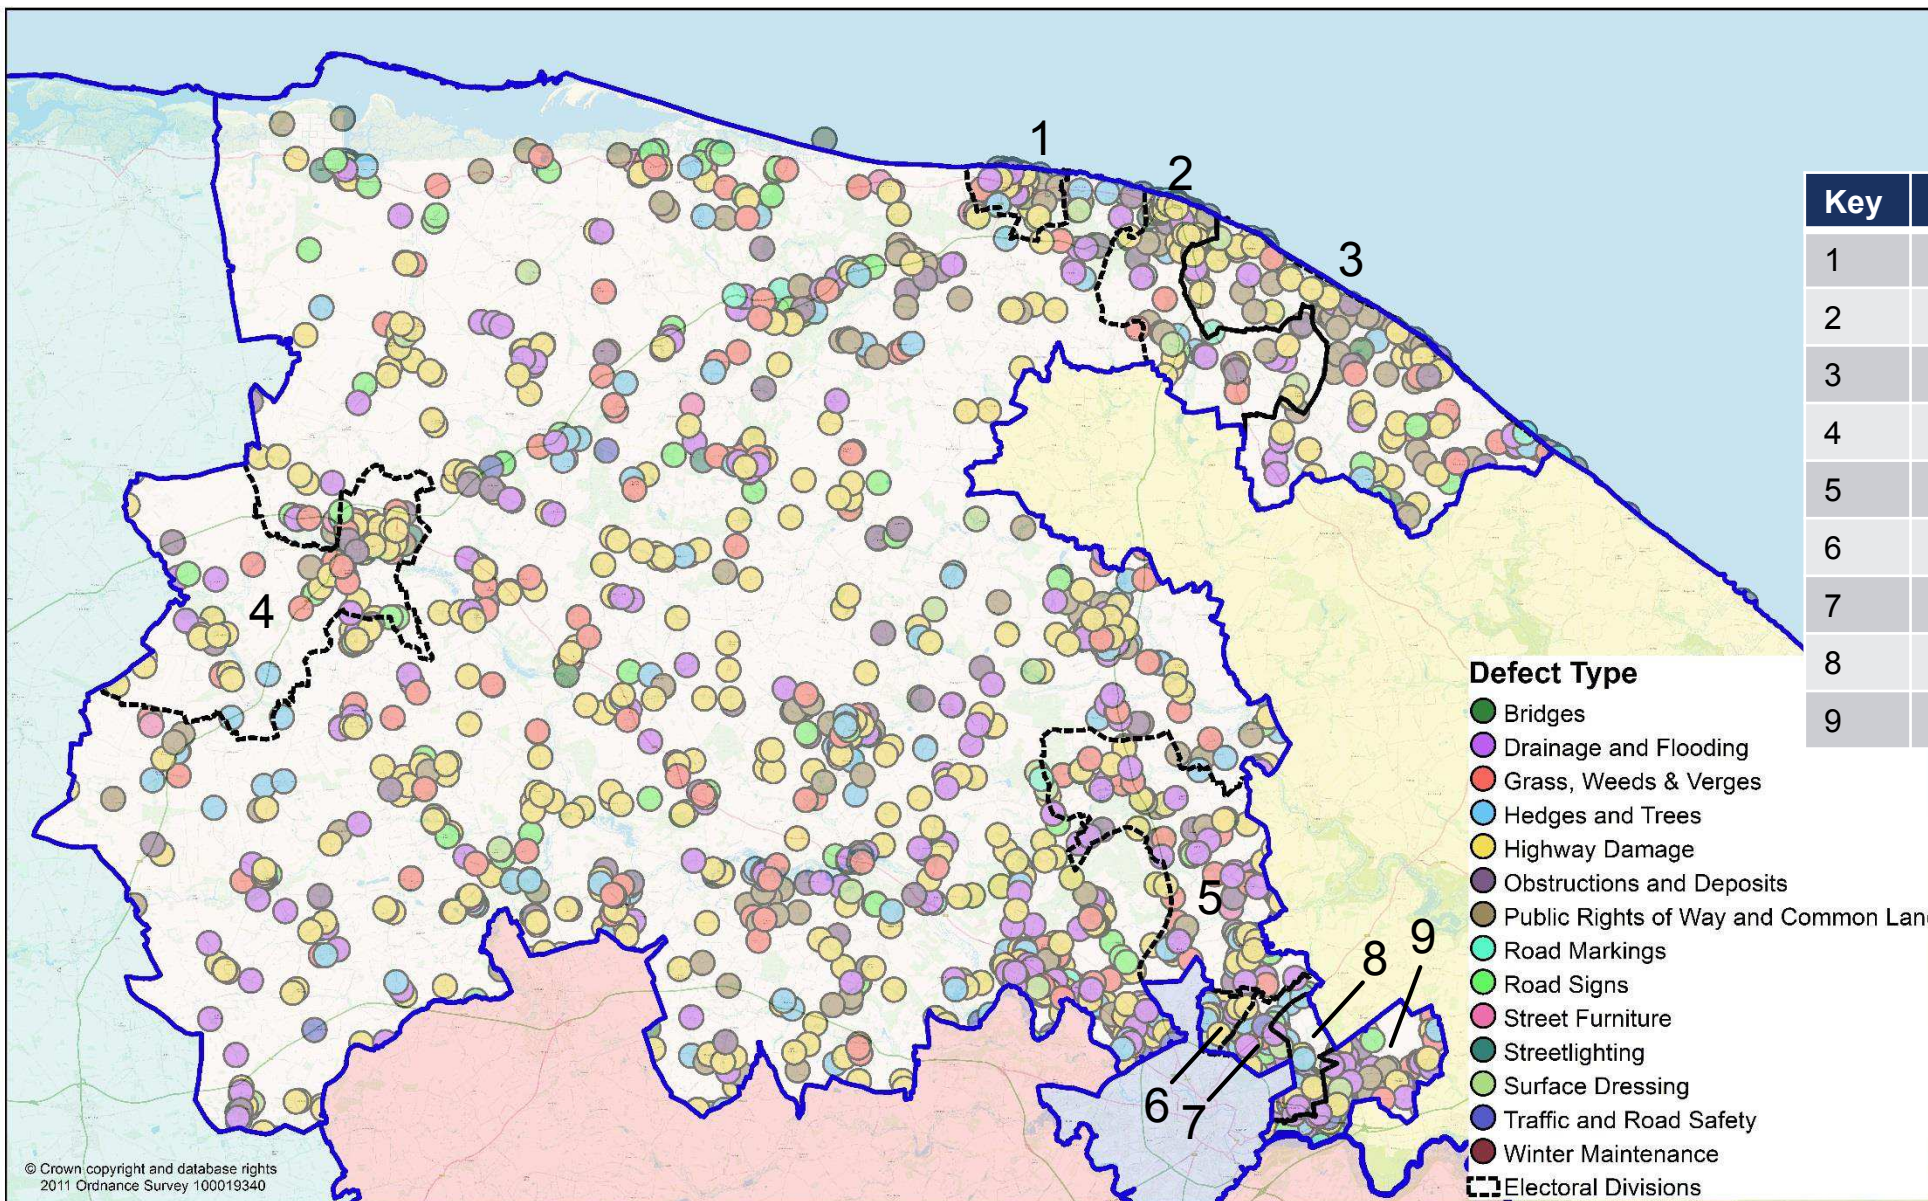 1
2
3
4
5
6
7
8
9
Key
1
2
3
4
5
6
7
8
9
Defect Type
Bridges
Drainage and Flooding
Grass, Weeds & Verges
Hedges and Trees
Highway Damage
Obstructions and Deposits
Public Rights of Way and Common Lan
Road Markings
Road Signs
Street Furniture
Streetlighting
Surface Dressing
Traffic and Road Safety
Winter Maintenance
Electoral Divisions
© Crown copyright and database rights
2011 Ordnance Survey 100019340